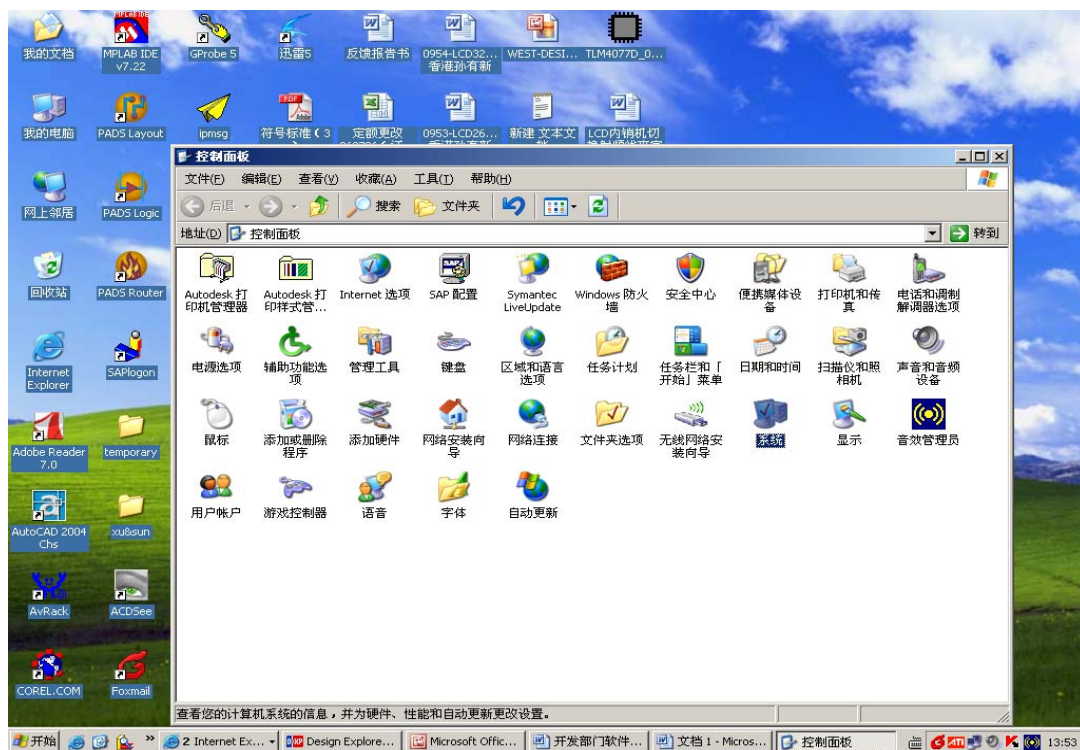 我的文档
MPLAB IDE
v7.22
GProbe 5
迅雷5
反馈报告书
0954-LCD32...
香港孙有新
WEST-DESI...
TLM4077D_0...
我的电脑
PADS Layout
ipmsg
符号标准(3
定额更改
0953-LCD26...
新建 文本文
LCD内销机切
网上邻居
PADS Logic
回收站
PADS Router
Internet
Explorer
SAPlogon
Adobe Reader
7.0
temporary
AutoCAD 2004
Chs
xu&sun
AvRack
ACDSee
COREL.COM
Foxmail
控制面板
文件(F) 编辑(E) 查看(V) 收藏(A) 工具(T) 帮助(H)
后退 搜索 文件夹
地址(D) 控制面板 转到
Autodesk 打
印机管理器
Autodesk 打
印样式管...
Internet 选项
SAP 配置
Symantec
LiveUpdate
Windows 防火
墙
安全中心
便携媒体设
备
打印机和传
真
电话和调制
解调器选项
电源选项
辅助功能选
项
管理工具
键盘
区域和语言
选项
任务计划
任务栏和「
开始」菜单
日期和时间
扫描仪和照
相机
声音和音频
设备
鼠标
添加或删除
程序
添加硬件
网络安装向
导
网络连接
文件夹选项
无线网络安
装向导
系统
显示
音效管理员
用户帐户
游戏控制器
语音
字体
自动更新
查看您的计算机系统的信息,并为硬件、性能和自动更新更改设置。
开始
»
2 Internet Ex...
DXP Design Explore...
Microsoft Offic...
开发部门软件...
文档 1 - Micros...
控制面板
13:53